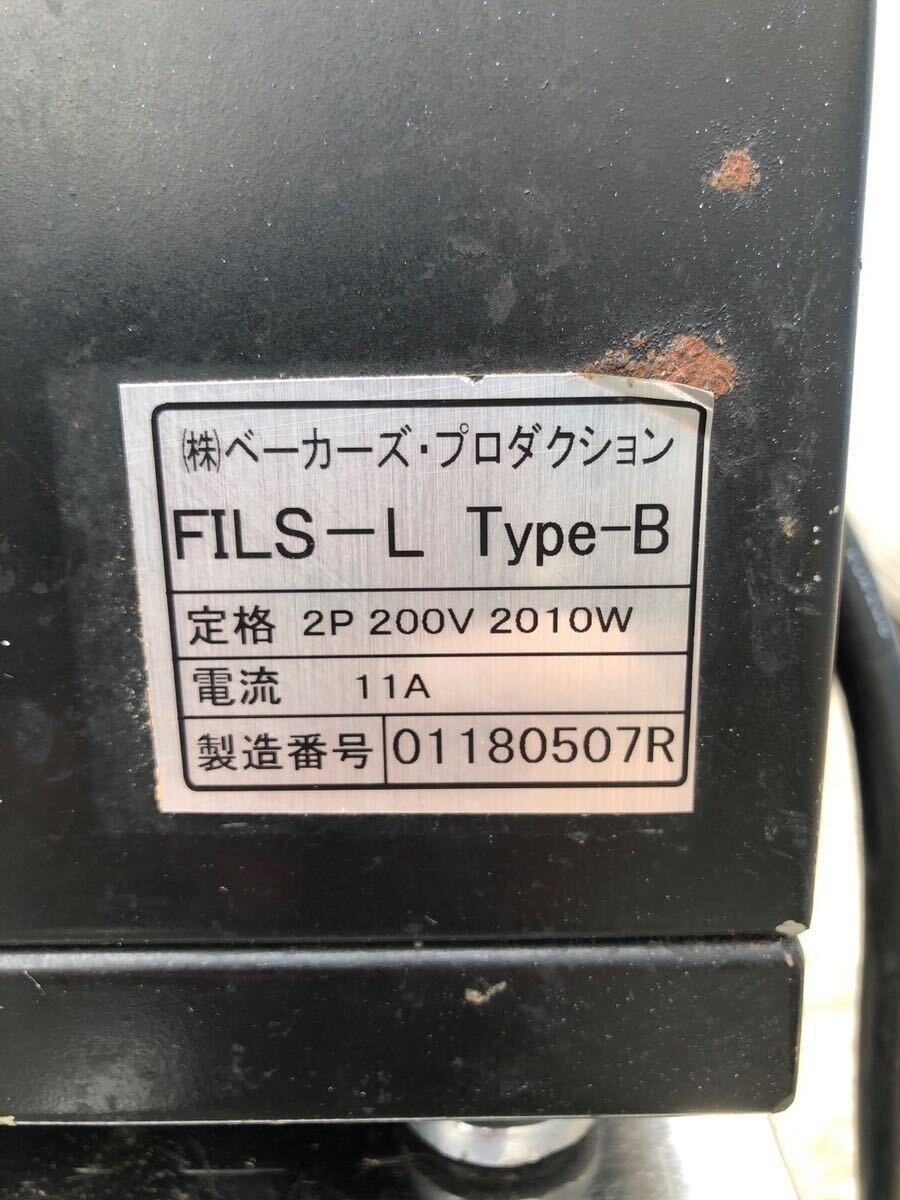 ㈱ベーカーズ・プロダクション
FILS-L Type-B
定格 2P 200V 2010W
電流 11A
製造番号 01180507R